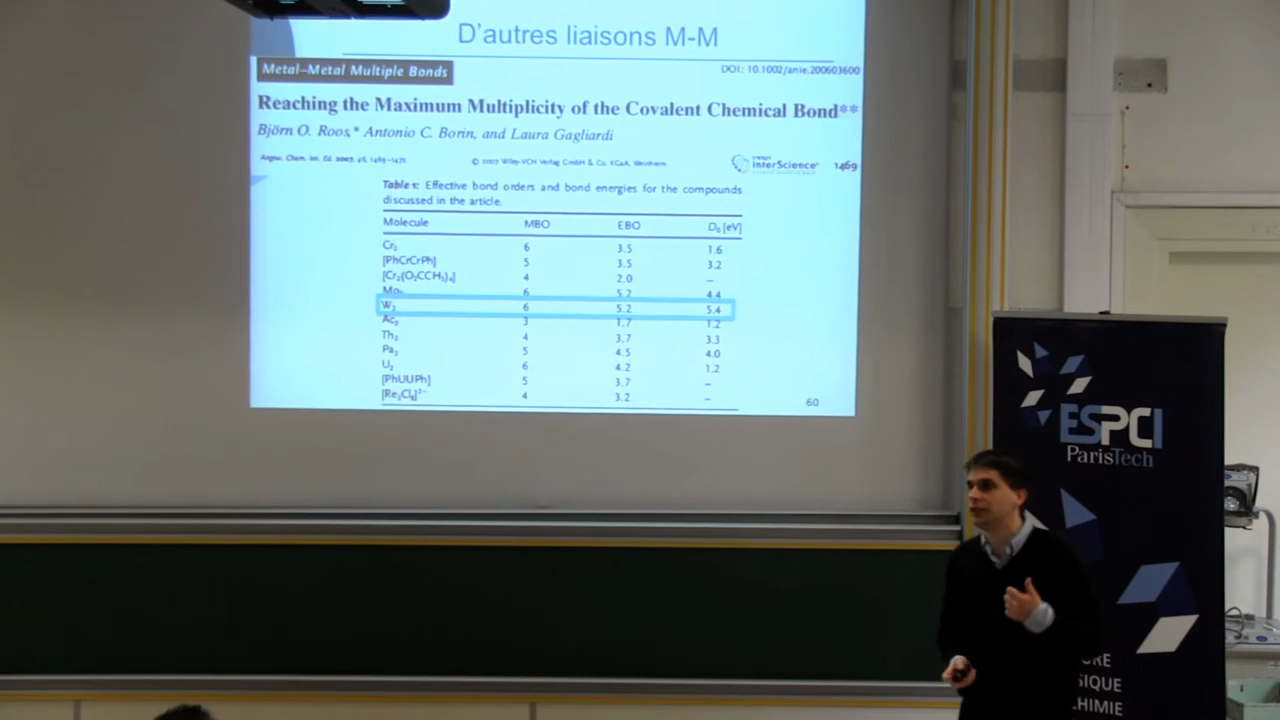 D'autres liaisons M-M
Metal–Metal Multiple Bonds
DOI: 10.1002/anie.200603600
Reaching the Maximum Multiplicity of the Covalent Chemical Bond**
Björn O. Roos,* Antonio C. Borin, and Laura Gagliardi
Angew. Chem. Int. Ed. 2007, 46, 1469–1472
© 2007 Wiley-VCH Verlag GmbH & Co. KGaA, Weinheim
InterScience
1469
Table 1: Effective bond orders and bond energies for the compounds
discussed in the article.
Molecule MBO EBO D₀ [eV]
Cr₂ 6 3.5 1.6
[PhCrCrPh] 5 3.5 3.2
[Cr₂(O₂CCH₃)₄] 4 2.0 –
Mo₂ 6 5.2 4.4
W₂ 6 5.2 5.4
Ac₂ 3 1.7 1.2
Th₂ 4 3.7 3.3
Pa₂ 5 4.5 4.0
U₂ 6 4.2 1.2
[PhUUPh] 5 3.7 –
[Re₂Cl₈]²⁻ 4 3.2 –
60
ESPCI
ParisTech